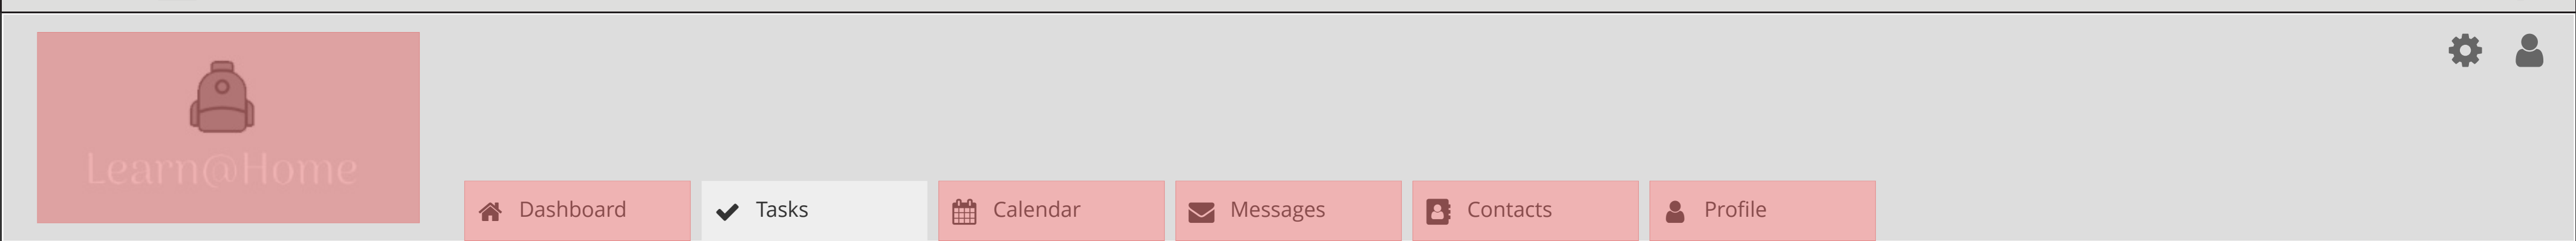 Learn@Home
Dashboard
Tasks
Calendar
Messages
Contacts
Profile